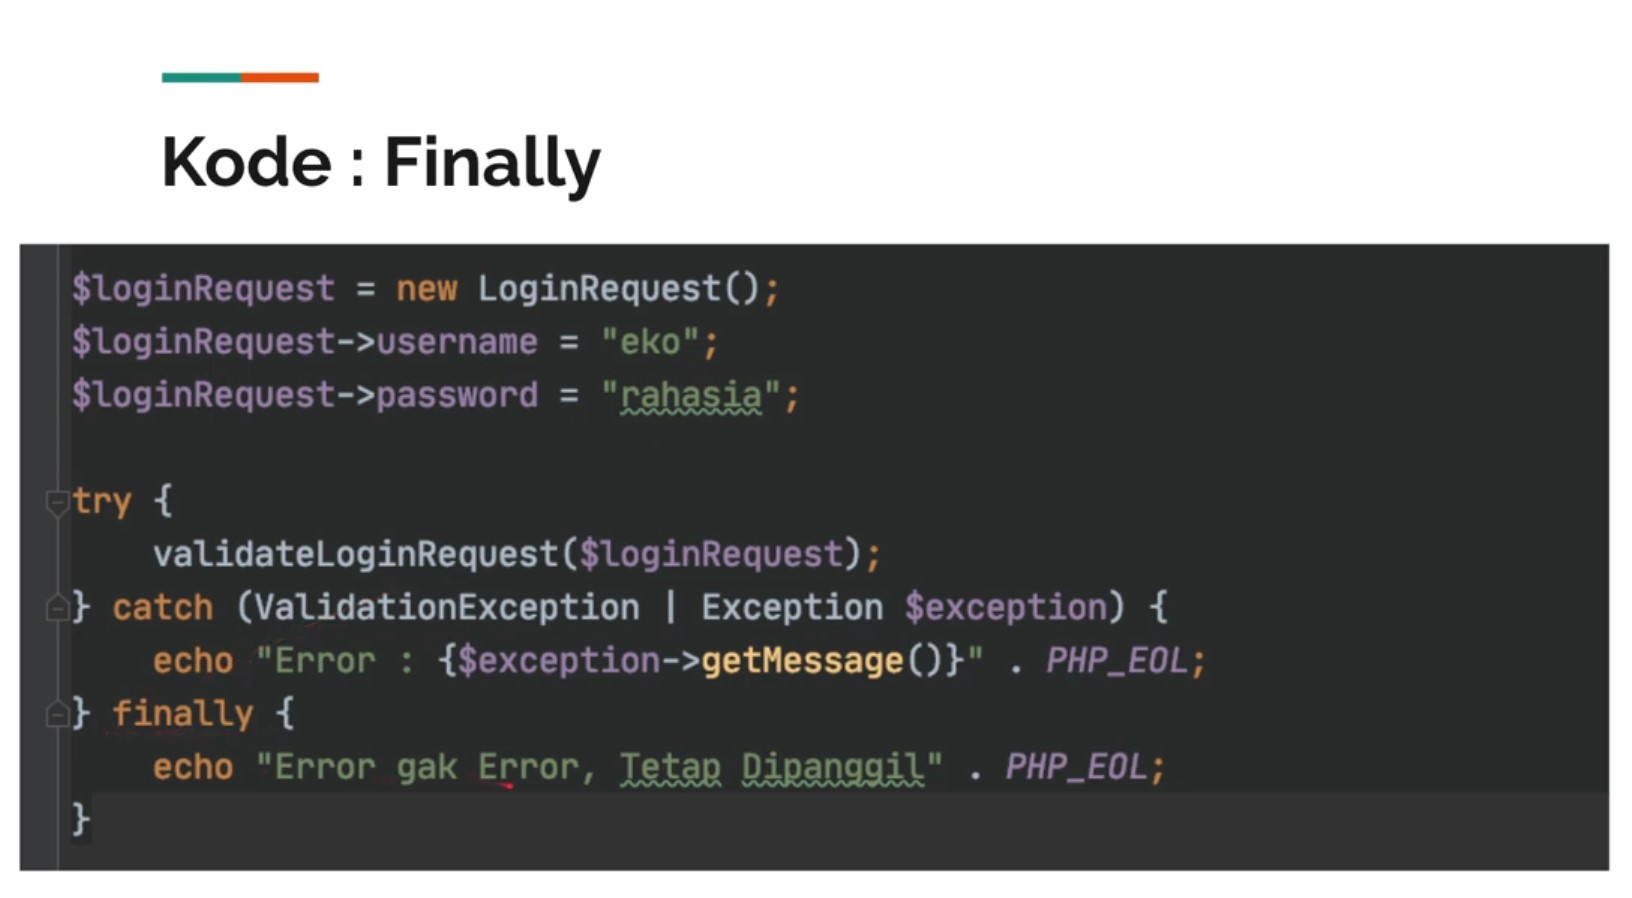 Kode : Finally
$loginRequest = new LoginRequest();
$loginRequest->username = "eko";
$loginRequest->password = "rahasia";
try {
validateLoginRequest($loginRequest);
} catch (ValidationException | Exception $exception) {
echo "Error : {$exception->getMessage()}" . PHP_EOL;
} finally {
echo "Error gak Error, Tetap Dipanggil" . PHP_EOL;
}